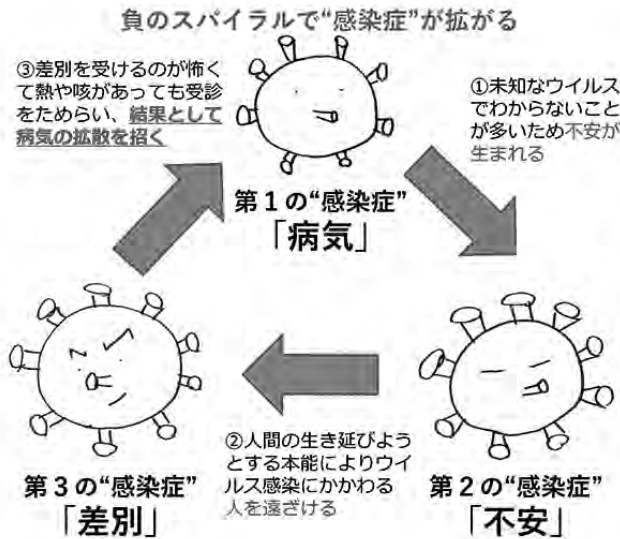 負のスパイラルで“感染症”が拡がる
③差別を受けるのが怖く
て熱や咳があっても受診
をためらい、結果として
病気の拡散を招く
①未知なウイルス
でわからないこと
が多いため不安が
生まれる
第１の“感染症”
「病気」
②人間の生き延びよう
とする本能によりウイ
ルス感染にかかわる
人を遠ざける
第３の“感染症”
「差別」
第２の“感染症”
「不安」